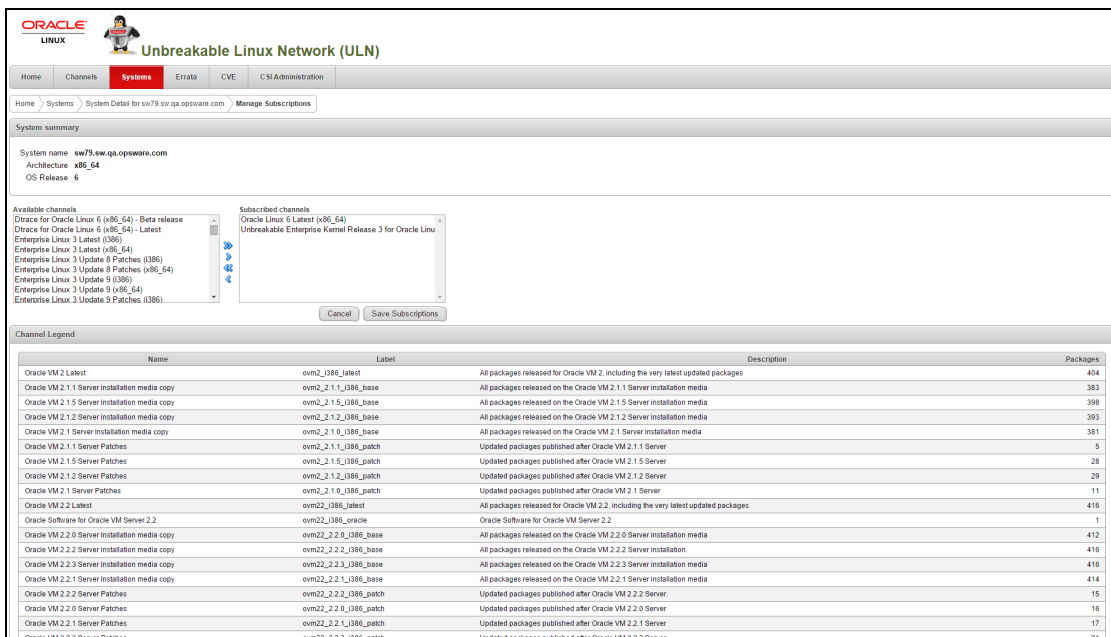 ORACLE
LINUX
Unbreakable Linux Network (ULN)
Home Channels Systems Errata CVE CSI Administration
Home Systems System Detail for sw79.sw.qa.opsware.com Manage Subscriptions
System summary
System name sw79.sw.qa.opsware.com
Architecture x86_64
OS Release 6
Available channels
Dtrace for Oracle Linux 6 (x86_64) - Beta release
Dtrace for Oracle Linux 6 (x86_64) - Latest
Enterprise Linux 3 Latest (i386)
Enterprise Linux 3 Latest (x86_64)
Enterprise Linux 3 Update 8 Patches (i386)
Enterprise Linux 3 Update 8 Patches (x86_64)
Enterprise Linux 3 Update 9 (i386)
Enterprise Linux 3 Update 9 (x86_64)
Enterprise Linux 3 Update 9 Patches (i386)
Subscribed channels
Oracle Linux 6 Latest (x86_64)
Unbreakable Enterprise Kernel Release 3 for Oracle Linu
Cancel Save Subscriptions
Channel Legend
Name Label Description Packages
Oracle VM 2 Latest ovm2_i386_latest All packages released for Oracle VM 2, including the very latest updated packages 404
Oracle VM 2.1.1 Server installation media copy ovm2_2.1.1_i386_base All packages released on the Oracle VM 2.1.1 Server installation media 383
Oracle VM 2.1.5 Server installation media copy ovm2_2.1.5_i386_base All packages released on the Oracle VM 2.1.5 Server installation media 398
Oracle VM 2.1.2 Server installation media copy ovm2_2.1.2_i386_base All packages released on the Oracle VM 2.1.2 Server installation media 393
Oracle VM 2.1 Server Installation media copy ovm2_2.1.0_i386_base All packages released on the Oracle VM 2.1 Server installation media 381
Oracle VM 2.1.1 Server Patches ovm2_2.1.1_i386_patch Updated packages published after Oracle VM 2.1.1 Server 5
Oracle VM 2.1.5 Server Patches ovm2_2.1.5_i386_patch Updated packages published after Oracle VM 2.1.5 Server 28
Oracle VM 2.1.2 Server Patches ovm2_2.1.2_i386_patch Updated packages published after Oracle VM 2.1.2 Server 29
Oracle VM 2.1 Server Patches ovm2_2.1.0_i386_patch Updated packages published after Oracle VM 2.1 Server 11
Oracle VM 2.2 Latest ovm22_i386_latest All packages released for Oracle VM 2.2, including the very latest updated packages 416
Oracle Software for Oracle VM Server 2.2 ovm22_i386_oracle Oracle Software for Oracle VM Server 2.2 1
Oracle VM 2.2.0 Server Installation media copy ovm22_2.2.0_i386_base All packages released on the Oracle VM 2.2.0 Server installation media 412
Oracle VM 2.2.2 Server Installation media copy ovm22_2.2.2_i386_base All packages released on the Oracle VM 2.2.2 Server installation. 416
Oracle VM 2.2.3 Server Installation media copy ovm22_2.2.3_i386_base All packages released on the Oracle VM 2.2.3 Server installation media 416
Oracle VM 2.2.1 Server Installation media copy ovm22_2.2.1_i386_base All packages released on the Oracle VM 2.2.1 Server installation media 414
Oracle VM 2.2.2 Server Patches ovm22_2.2.2_i386_patch Updated packages published after Oracle VM 2.2.2 Server. 15
Oracle VM 2.2.0 Server Patches ovm22_2.2.0_i386_patch Updated packages published after Oracle VM 2.2.0 Server 16
Oracle VM 2.2.1 Server Patches ovm22_2.2.1_i386_patch Updated packages published after Oracle VM 2.2.1 Server 17